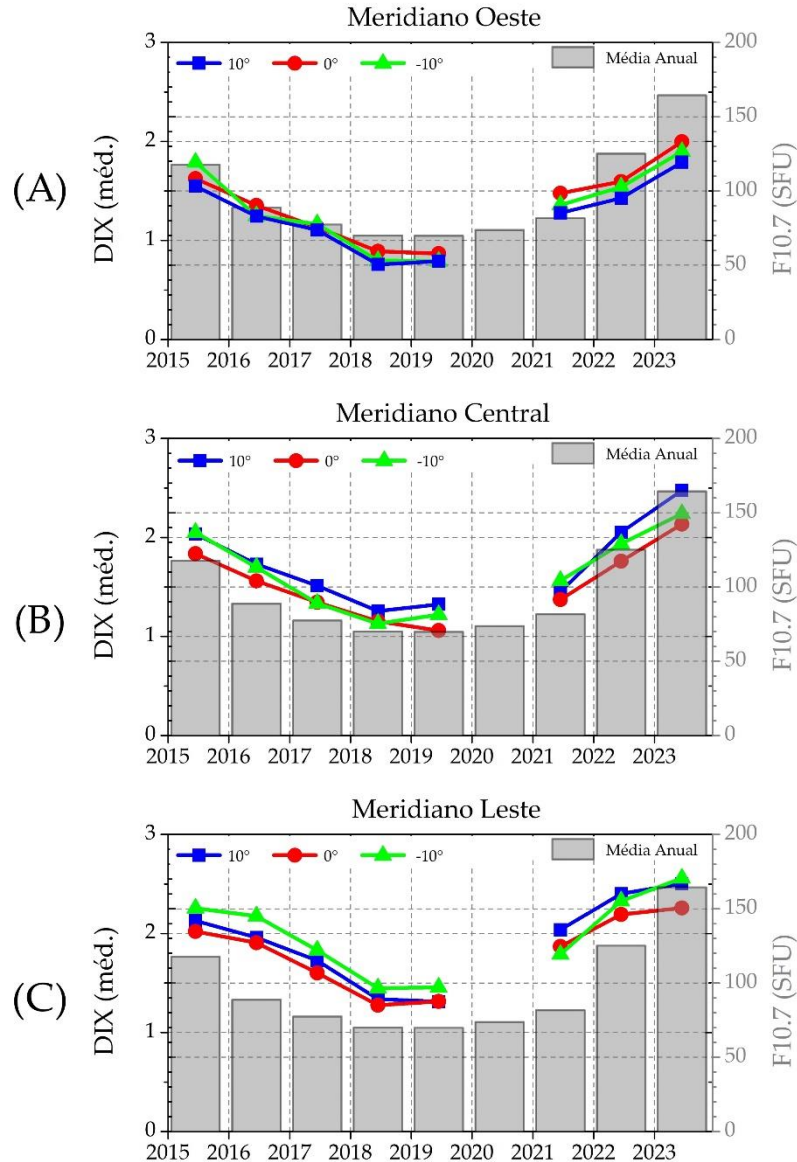 Meridiano Oeste
(A)
DIX (méd.)
3
2
1
0
10° 0° -10°
Média Anual
200
150
100
50
0
F10.7 (SFU)
2015 2016 2017 2018 2019 2020 2021 2022 2023
Meridiano Central
(B)
DIX (méd.)
3
2
1
0
10° 0° -10°
Média Anual
200
150
100
50
0
F10.7 (SFU)
2015 2016 2017 2018 2019 2020 2021 2022 2023
Meridiano Leste
(C)
DIX (méd.)
3
2
1
0
10° 0° -10°
Média Anual
200
150
100
50
0
F10.7 (SFU)
2015 2016 2017 2018 2019 2020 2021 2022 2023